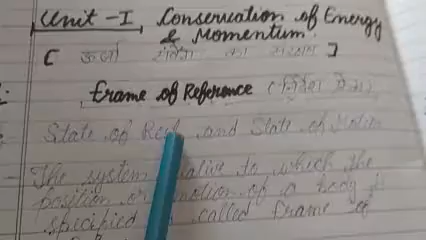 Unit - I, Conservation of Energy
& Momentum.
[ ऊर्जा संवेग का संरक्षण ]
Frame of Reference (निर्देश फ्रेम)
State of Rest and State of Motion
- The system to which the
position or motion of a body is
specified is called frame of